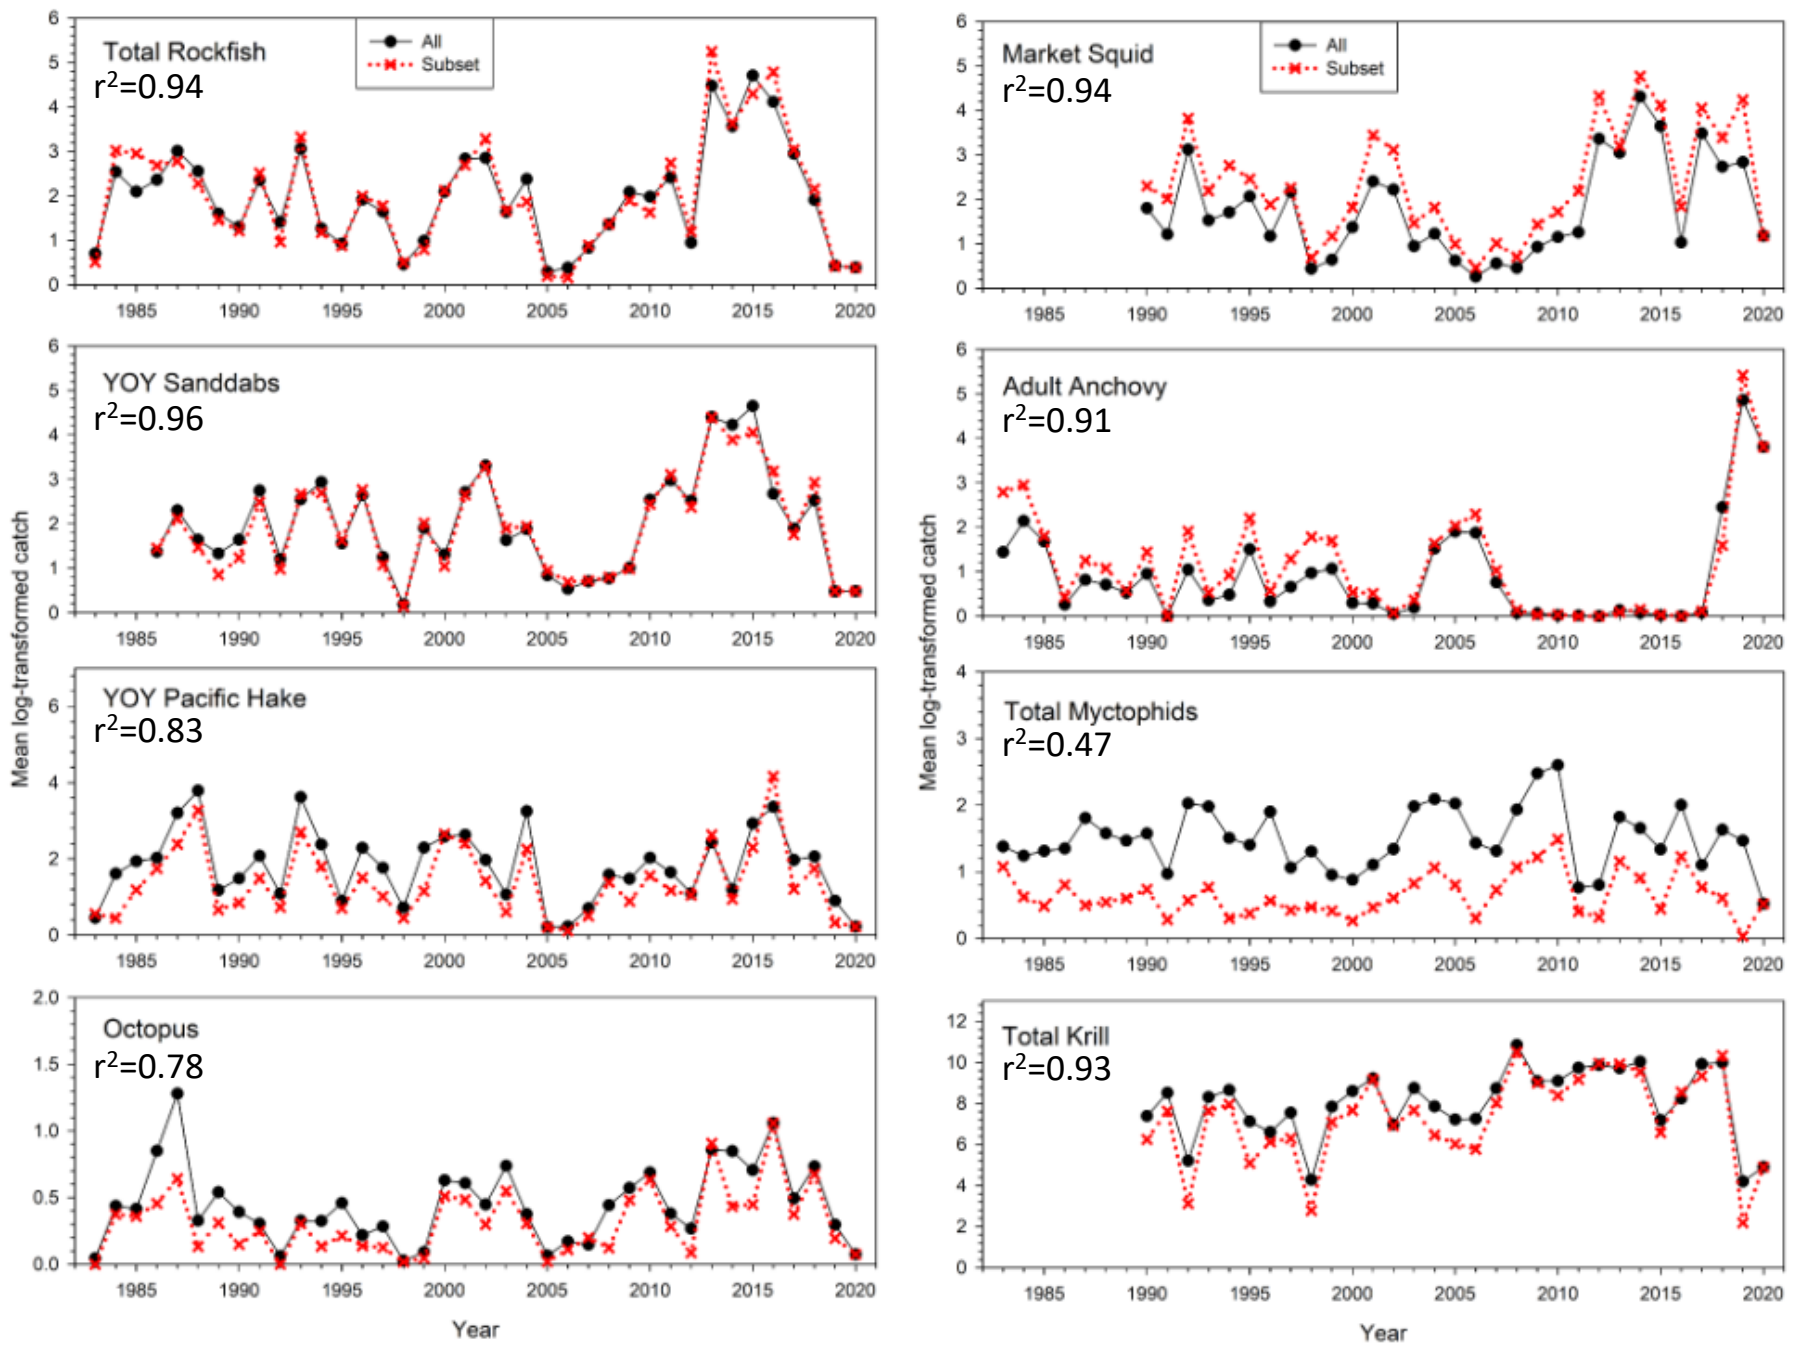 Total Rockfish
r²=0.94
All
Subset
6
5
4
3
2
1
0
1985 1990 1995 2000 2005 2010 2015 2020
Market Squid
r²=0.94
All
Subset
6
5
4
3
2
1
0
1985 1990 1995 2000 2005 2010 2015 2020
YOY Sanddabs
r²=0.96
6
5
4
3
2
1
0
1985 1990 1995 2000 2005 2010 2015 2020
Adult Anchovy
r²=0.91
6
5
4
3
2
1
0
1985 1990 1995 2000 2005 2010 2015 2020
Mean log-transformed catch
Mean log-transformed catch
YOY Pacific Hake
r²=0.83
6
4
2
0
1985 1990 1995 2000 2005 2010 2015 2020
Total Myctophids
r²=0.47
4
3
2
1
0
1985 1990 1995 2000 2005 2010 2015 2020
Octopus
r²=0.78
2.0
1.5
1.0
0.5
0.0
1985 1990 1995 2000 2005 2010 2015 2020
Year
Total Krill
r²=0.93
12
10
8
6
4
2
0
1985 1990 1995 2000 2005 2010 2015 2020
Year